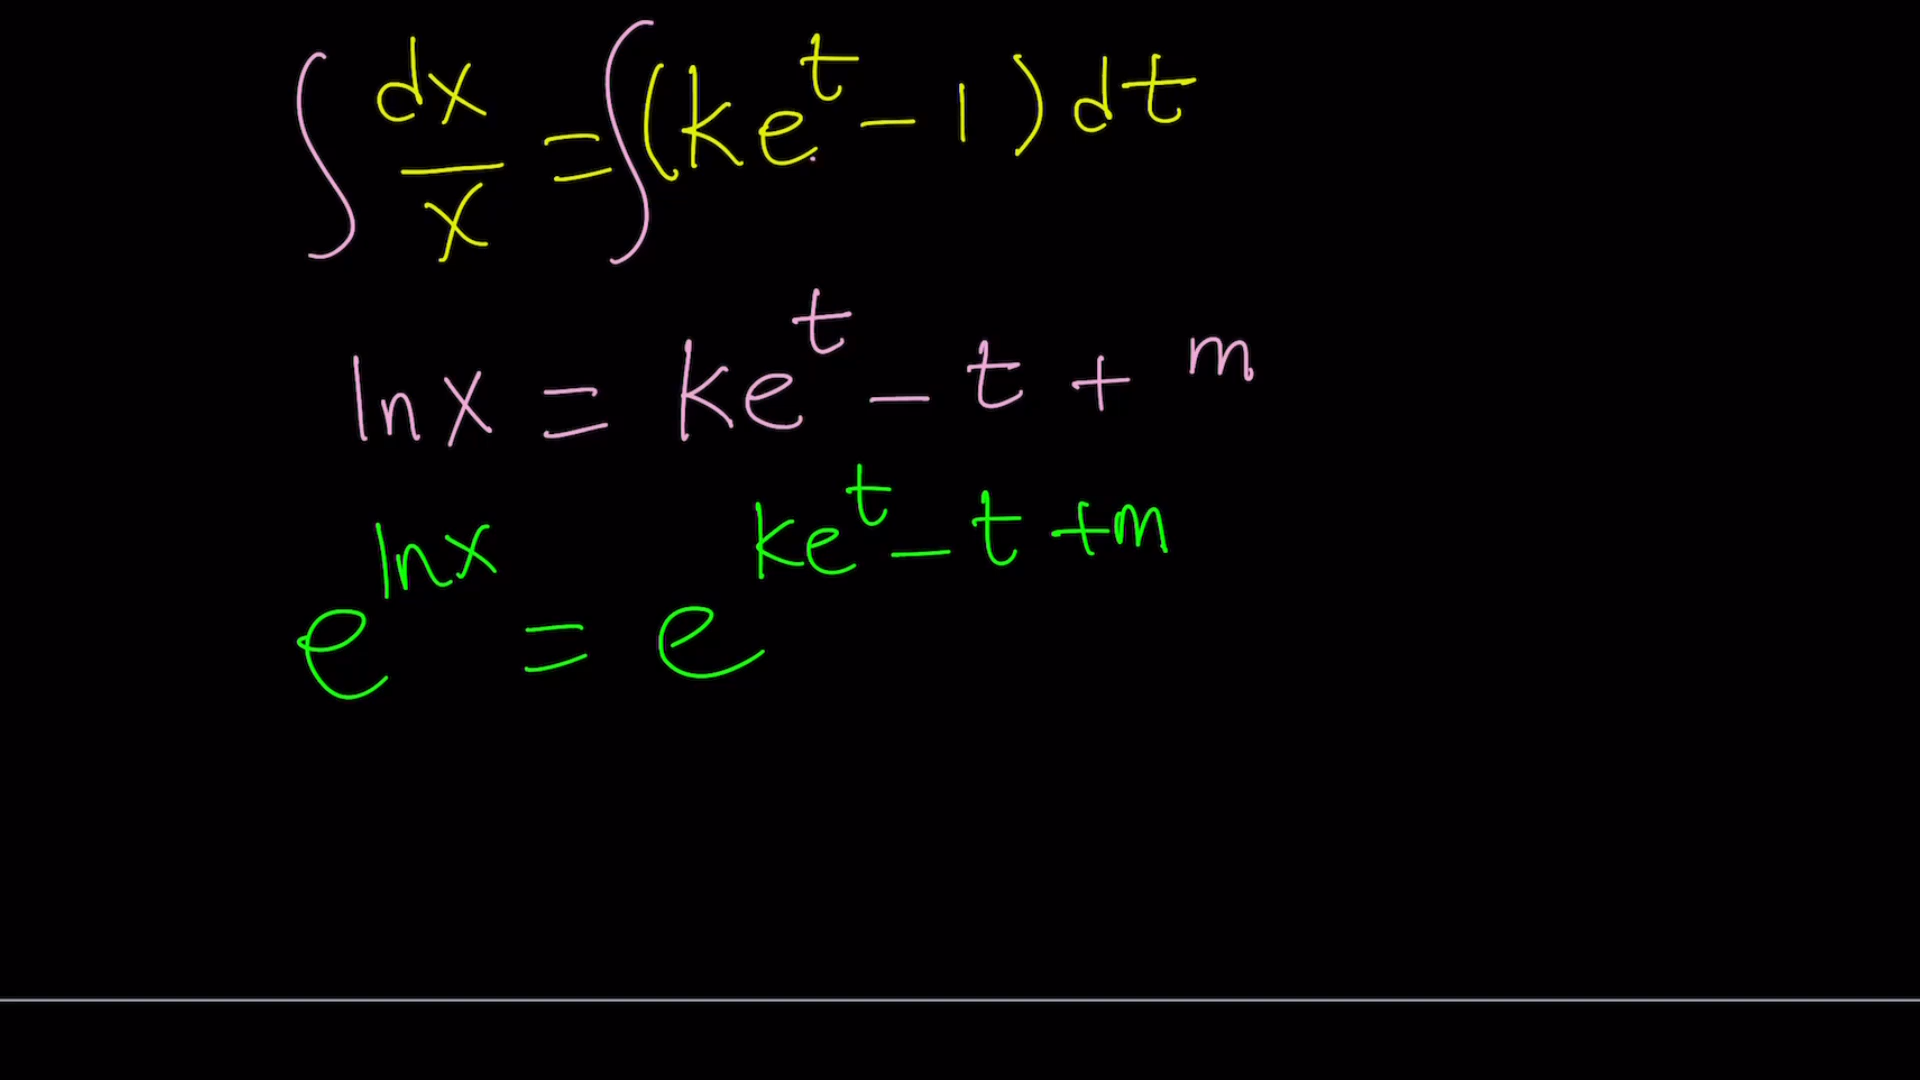 ∫ dx/x = ∫(ke^t − 1) dt
ln x = ke^t − t + m
e^(ln x) = e^(ke^t − t + m)